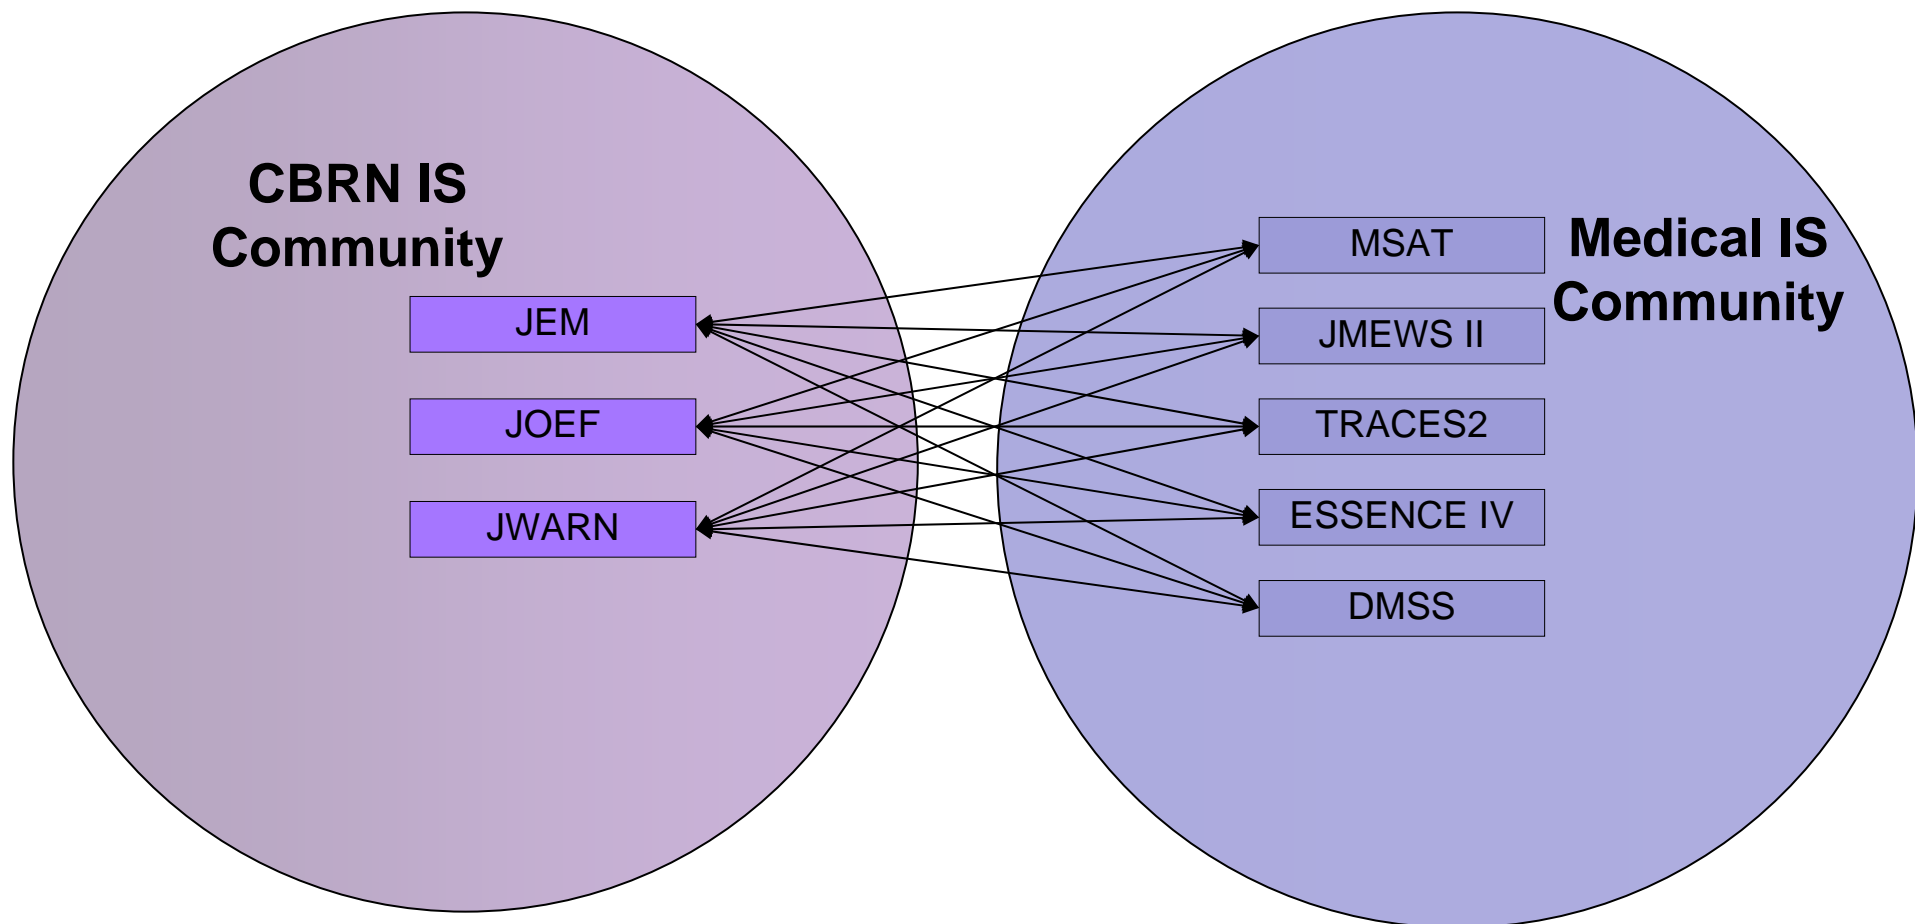 CBRN IS
Community
JEM
JOEF
JWARN
MSAT
JMEWS II
TRACES2
ESSENCE IV
DMSS
Medical IS
Community